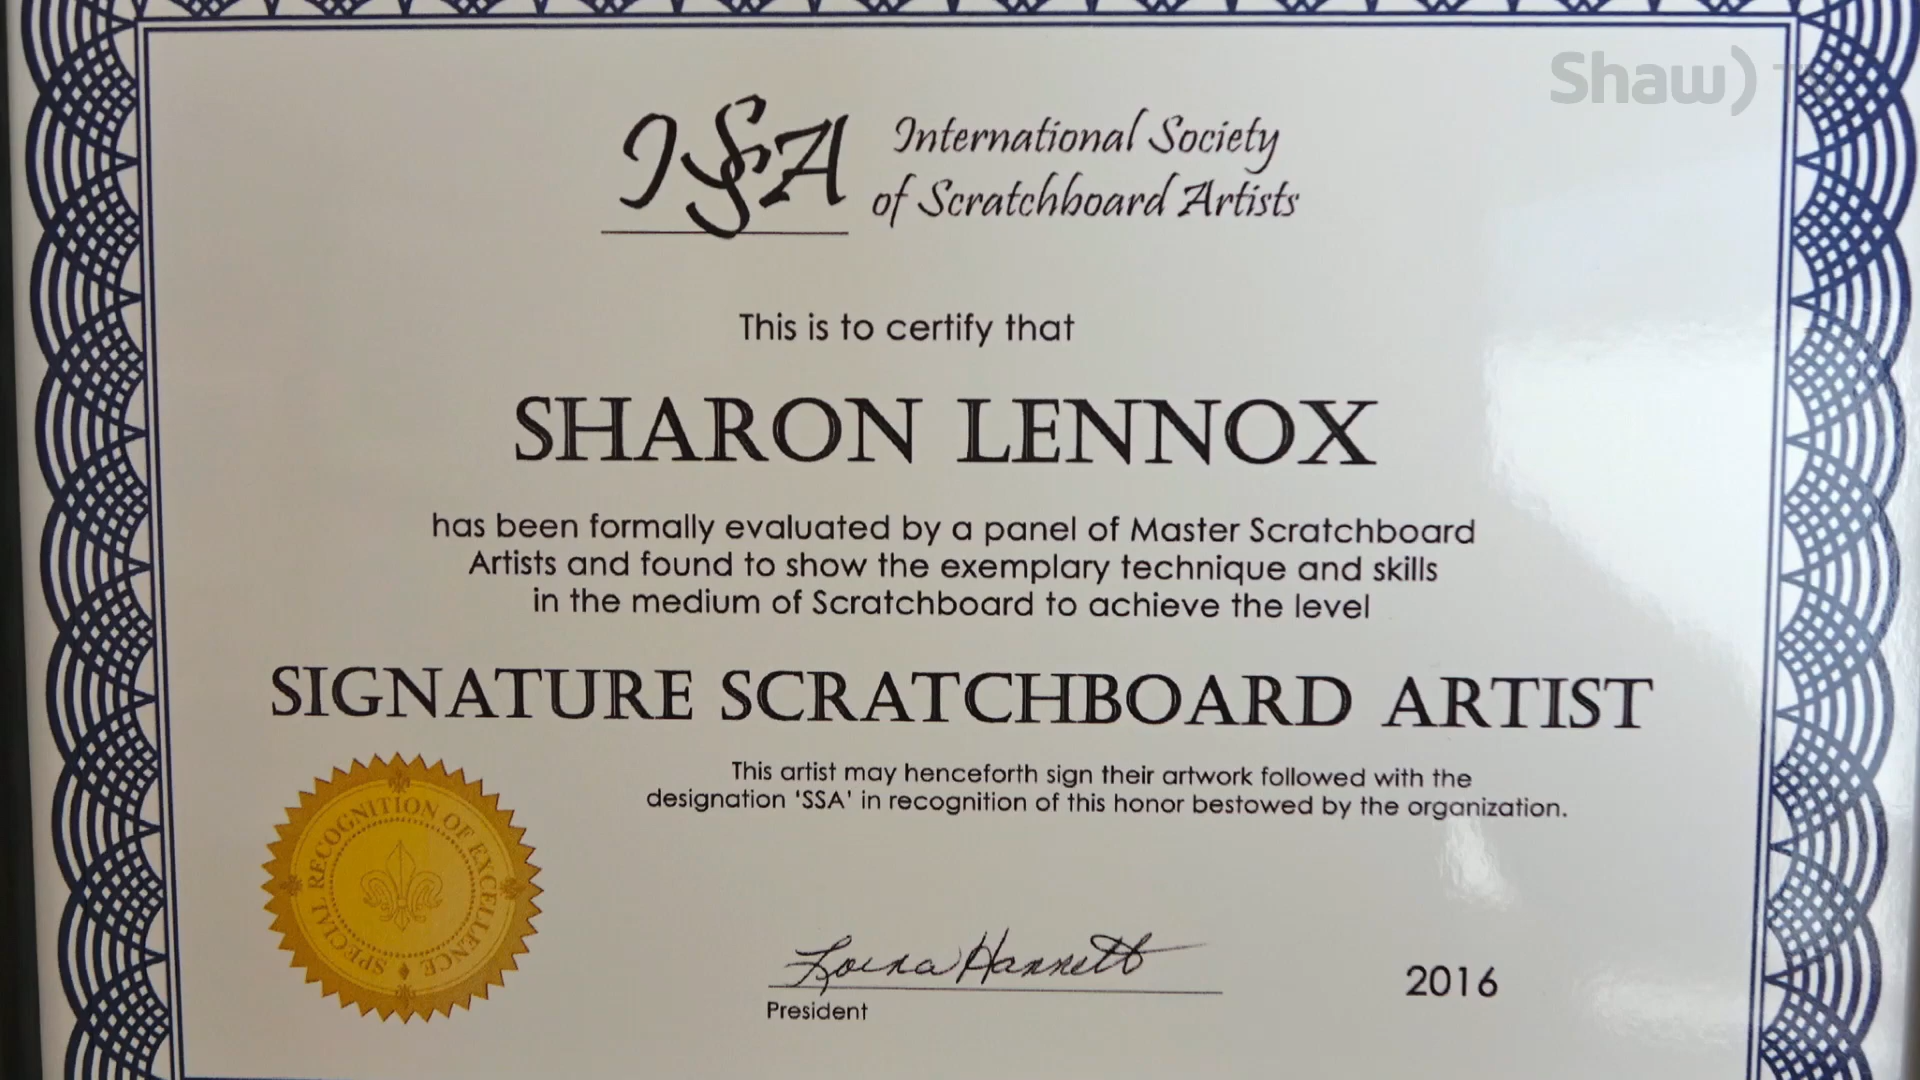 Shaw)
ISSA
International Society
of Scratchboard Artists
This is to certify that
SHARON LENNOX
has been formally evaluated by a panel of Master Scratchboard
Artists and found to show the exemplary technique and skills
in the medium of Scratchboard to achieve the level
SIGNATURE SCRATCHBOARD ARTIST
This artist may henceforth sign their artwork followed with the
designation ‘SSA’ in recognition of this honor bestowed by the organization.
SPECIAL RECOGNITION OF EXCELLENCE
Lorna Hannett
President
2016